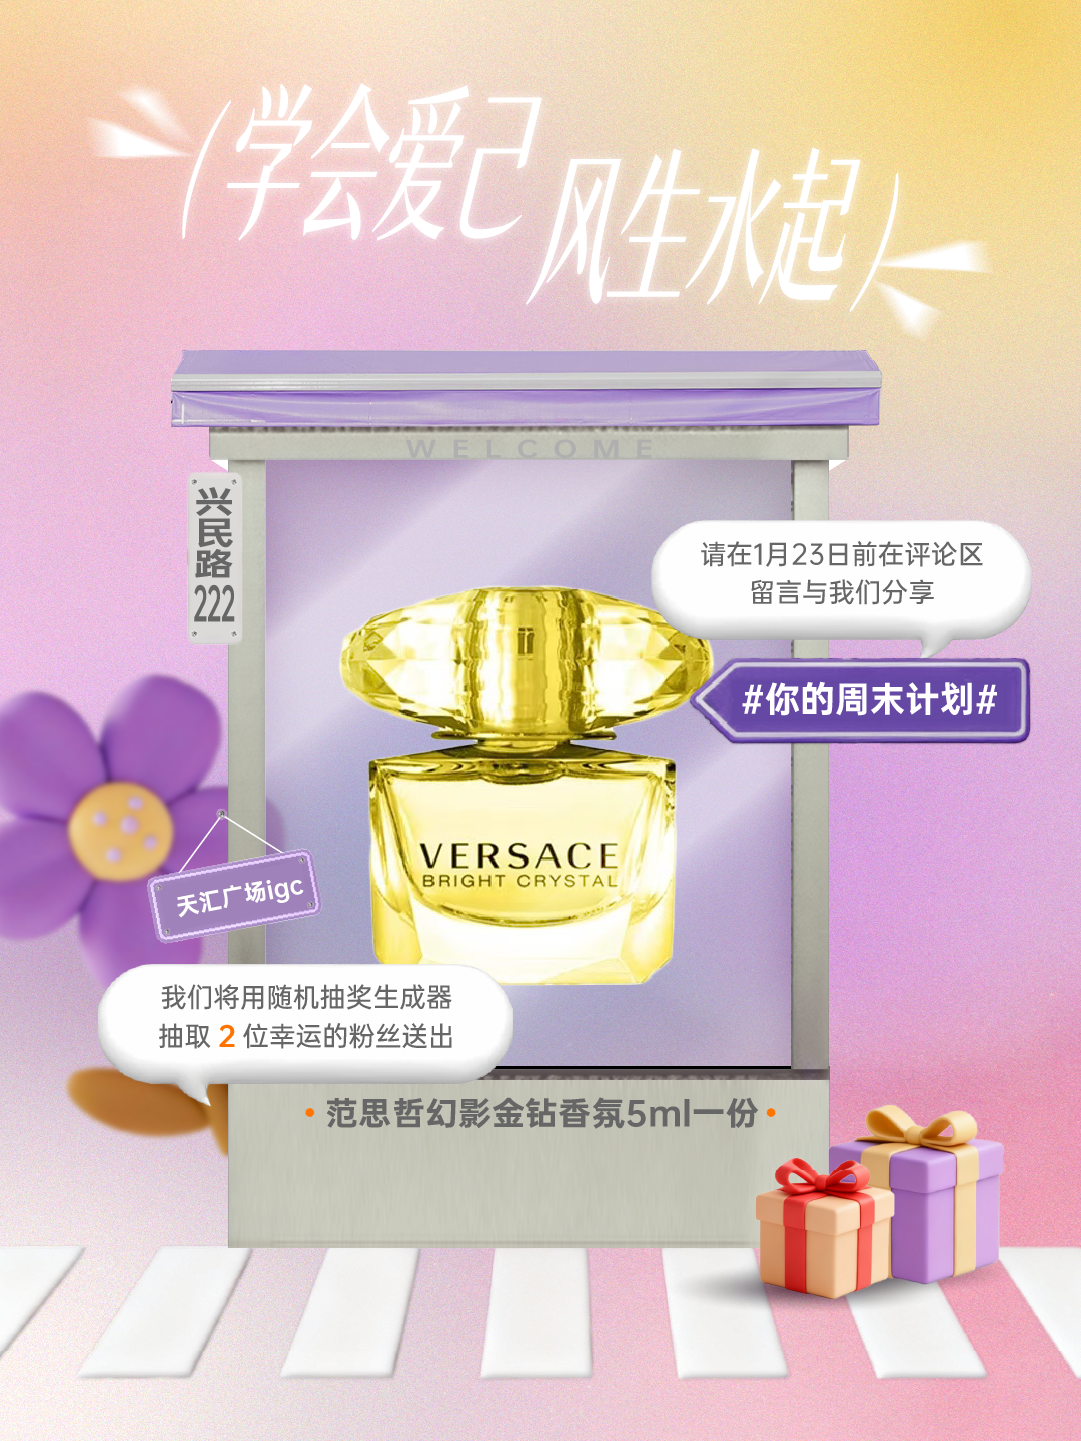 (学会爱己
风生水起)
WELCOME
兴民路
222
请在1月23日前在评论区
留言与我们分享
#你的周末计划#
VERSACE
BRIGHT CRYSTAL
天汇广场igc
我们将用随机抽奖生成器
抽取 2 位幸运的粉丝送出
·范思哲幻影金钻香氛5ml一份·